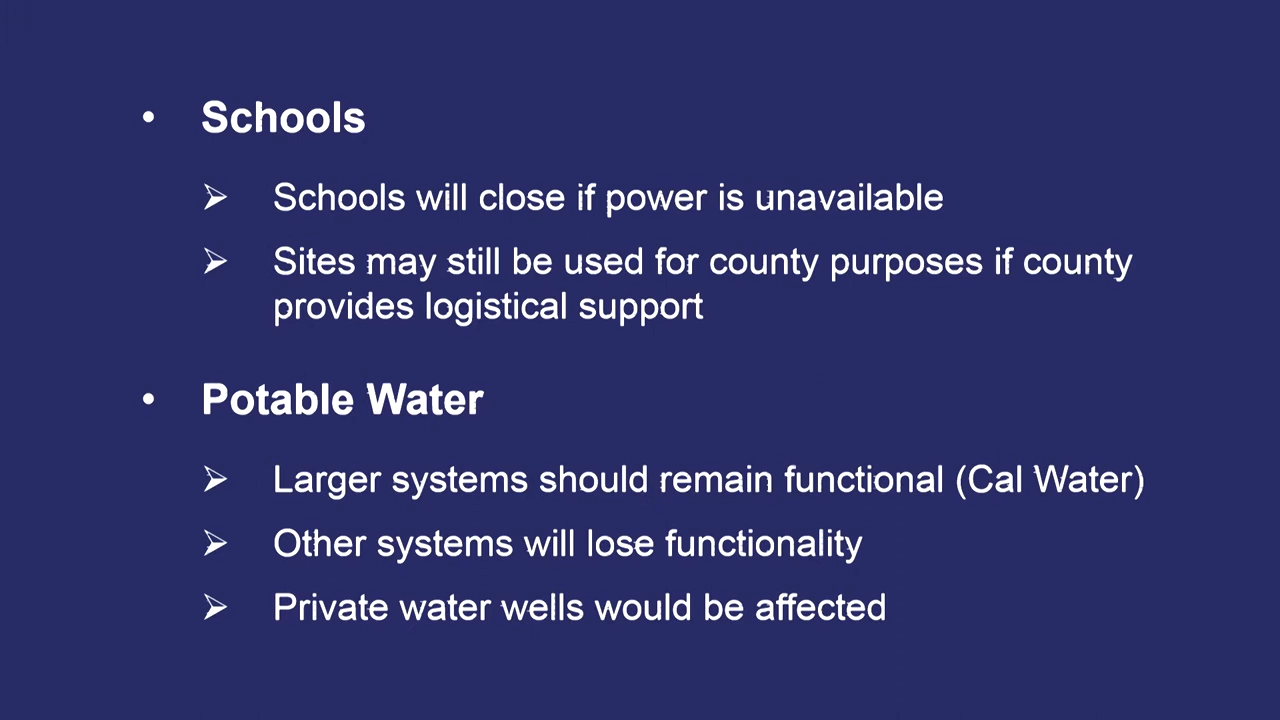 • Schools
➢ Schools will close if power is unavailable
➢ Sites may still be used for county purposes if county
provides logistical support
• Potable Water
➢ Larger systems should remain functional (Cal Water)
➢ Other systems will lose functionality
➢ Private water wells would be affected